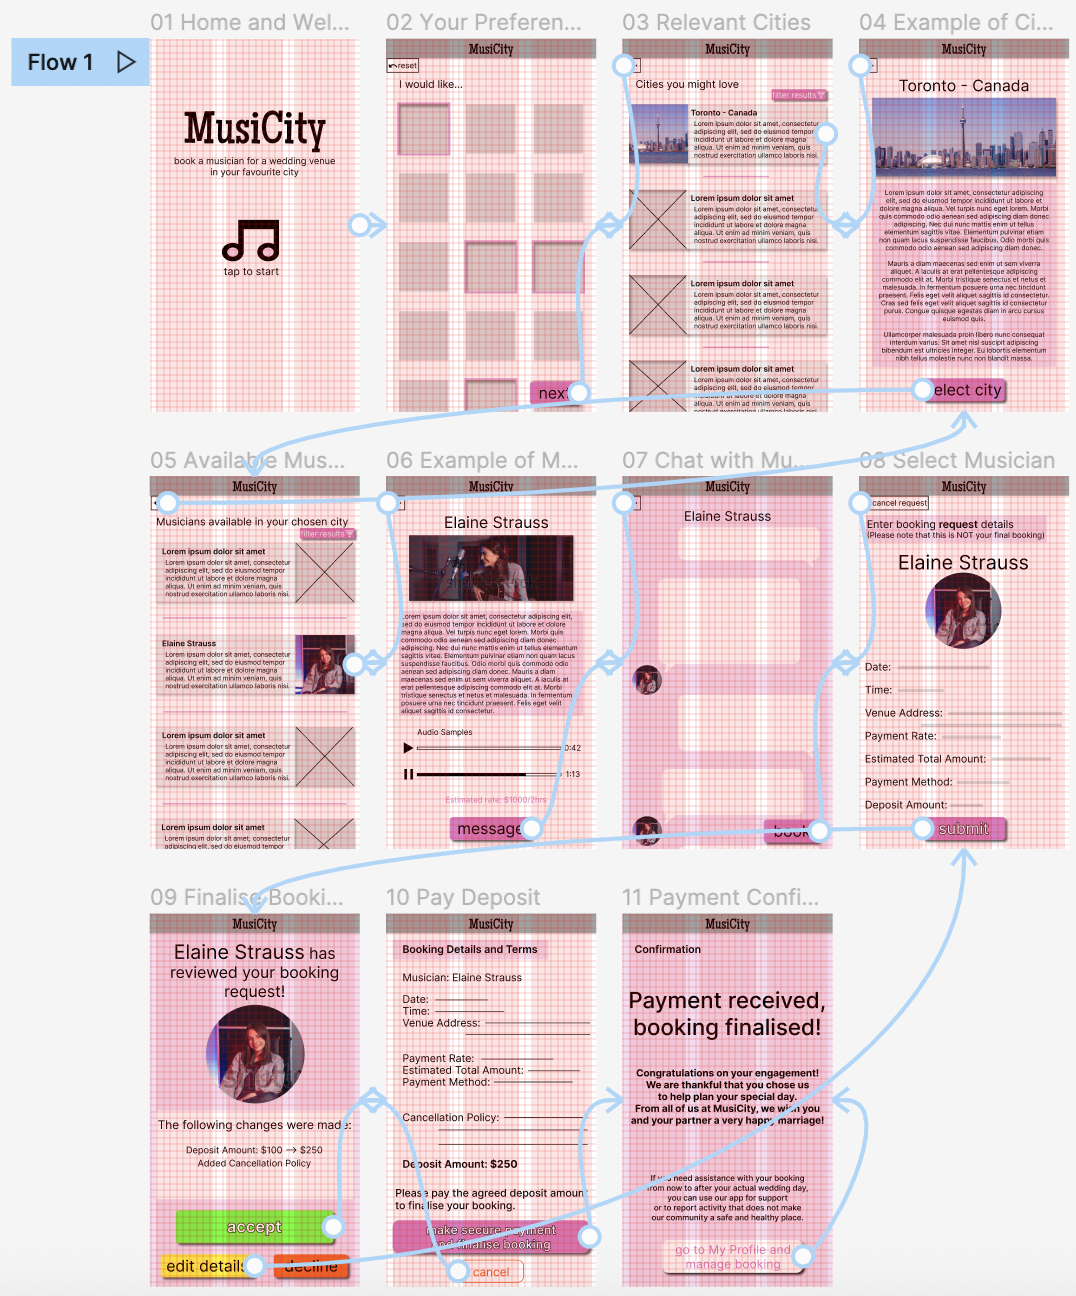 Flow 1
01 Home and Wel...
MusiCity
book a musician for a wedding venue
in your favourite city
tap to start
02 Your Preferen...
MusiCity
reset
I would like...
next
03 Relevant Cities
MusiCity
Cities you might love
filter results
Toronto - Canada
Lorem ipsum dolor sit amet, consectetur
adipiscing elit, sed do eiusmod tempor
incididunt ut labore et dolore magna
aliqua. Ut enim ad minim veniam, quis
nostrud exercitation ullamco laboris nisi.
Lorem ipsum dolor sit amet
Lorem ipsum dolor sit amet, consectetur
adipiscing elit, sed do eiusmod tempor
incididunt ut labore et dolore magna
aliqua. Ut enim ad minim veniam, quis
nostrud exercitation ullamco laboris nisi.
Lorem ipsum dolor sit amet
Lorem ipsum dolor sit amet, consectetur
adipiscing elit, sed do eiusmod tempor
incididunt ut labore et dolore magna
aliqua. Ut enim ad minim veniam, quis
nostrud exercitation ullamco laboris nisi.
Lorem ipsum dolor sit amet
Lorem ipsum dolor sit amet, consectetur
adipiscing elit, sed do eiusmod tempor
incididunt ut labore et dolore magna
aliqua. Ut enim ad minim veniam, quis
04 Example of Ci...
MusiCity
Toronto - Canada
Lorem ipsum dolor sit amet, consectetur adipiscing
elit, sed do eiusmod tempor incididunt ut labore et
dolore magna aliqua. Vel turpis nunc eget lorem. Morbi
quis commodo odio aenean sed adipiscing diam donec
adipiscing. Nec dui nunc mattis enim ut tellus
elementum sagittis vitae. Elementum pulvinar etiam
non quam lacus suspendisse faucibus. Odio morbi quis
commodo odio aenean sed adipiscing diam donec.
Mauris a diam maecenas sed enim ut sem viverra
aliquet. A iaculis at erat pellentesque adipiscing
commodo elit at. Morbi tristique senectus et netus et
malesuada. In fermentum posuere urna nec tincidunt
praesent. Felis eget velit aliquet sagittis id consectetur.
Cras sed felis eget velit aliquet sagittis id consectetur
purus. Congue quisque egestas diam in arcu cursus
euismod quis.
Ullamcorper malesuada proin libero nunc consequat
interdum varius. Sit amet nisl suscipit adipiscing
bibendum est ultricies integer. Eu lobortis elementum
nibh tellus molestie nunc non blandit massa.
elect city
05 Available Mus...
MusiCity
Musicians available in your chosen city
filter results
Lorem ipsum dolor sit amet
Lorem ipsum dolor sit amet, consectetur
adipiscing elit, sed do eiusmod tempor
incididunt ut labore et dolore magna
aliqua. Ut enim ad minim veniam, quis
nostrud exercitation ullamco laboris nisi.
Elaine Strauss
Lorem ipsum dolor sit amet, consectetur
adipiscing elit, sed do eiusmod tempor
incididunt ut labore et dolore magna
aliqua. Ut enim ad minim veniam, quis
nostrud exercitation ullamco laboris nisi.
Lorem ipsum dolor sit amet
Lorem ipsum dolor sit amet, consectetur
adipiscing elit, sed do eiusmod tempor
incididunt ut labore et dolore magna
aliqua. Ut enim ad minim veniam, quis
nostrud exercitation ullamco laboris nisi.
Lorem ipsum dolor sit amet
Lorem ipsum dolor sit amet, consectetur
adipiscing elit, sed do eiusmod tempor
06 Example of M...
MusiCity
Elaine Strauss
Lorem ipsum dolor sit amet, consectetur adipiscing elit,
sed do eiusmod tempor incididunt ut labore et dolore
magna aliqua. Vel turpis nunc eget lorem. Morbi quis
commodo odio aenean sed adipiscing diam donec
adipiscing. Nec dui nunc mattis enim ut tellus elementum
sagittis vitae. Elementum pulvinar etiam non quam lacus
suspendisse faucibus. Odio morbi quis commodo odio
aenean sed adipiscing diam donec. Mauris a diam
maecenas sed enim ut sem viverra aliquet. A iaculis at
erat pellentesque adipiscing commodo elit at. Morbi
tristique senectus et netus et malesuada. In fermentum
posuere urna nec tincidunt praesent. Felis eget velit
aliquet sagittis id consectetur.
Audio Samples
0:42
1:13
Estimated rate: $1000/2hrs
message
07 Chat with Mu...
MusiCity
Elaine Strauss
book
08 Select Musician
MusiCity
cancel request
Enter booking request details
(Please note that this is NOT your final booking)
Elaine Strauss
Date:
Time:
Venue Address:
Payment Rate:
Estimated Total Amount:
Payment Method:
Deposit Amount:
submit
09 Finalise Booki...
MusiCity
Elaine Strauss has
reviewed your booking
request!
The following changes were made:
Deposit Amount: $100 → $250
Added Cancellation Policy
accept
edit details
decline
10 Pay Deposit
MusiCity
Booking Details and Terms
Musician: Elaine Strauss
Date:
Time:
Venue Address:
Payment Rate:
Estimated Total Amount:
Payment Method:
Cancellation Policy:
Deposit Amount: $250
Please pay the agreed deposit amount
to finalise your booking.
make secure payment
and finalise booking
cancel
11 Payment Confi...
MusiCity
Confirmation
Payment received,
booking finalised!
Congratulations on your engagement!
We are thankful that you chose us
to help plan your special day.
From all of us at MusiCity, we wish you
and your partner a very happy marriage!
If you need assistance with your booking
from now to after your actual wedding day,
you can use our app for support
or to report activity that does not make
our community a safe and healthy place.
go to My Profile and
manage booking